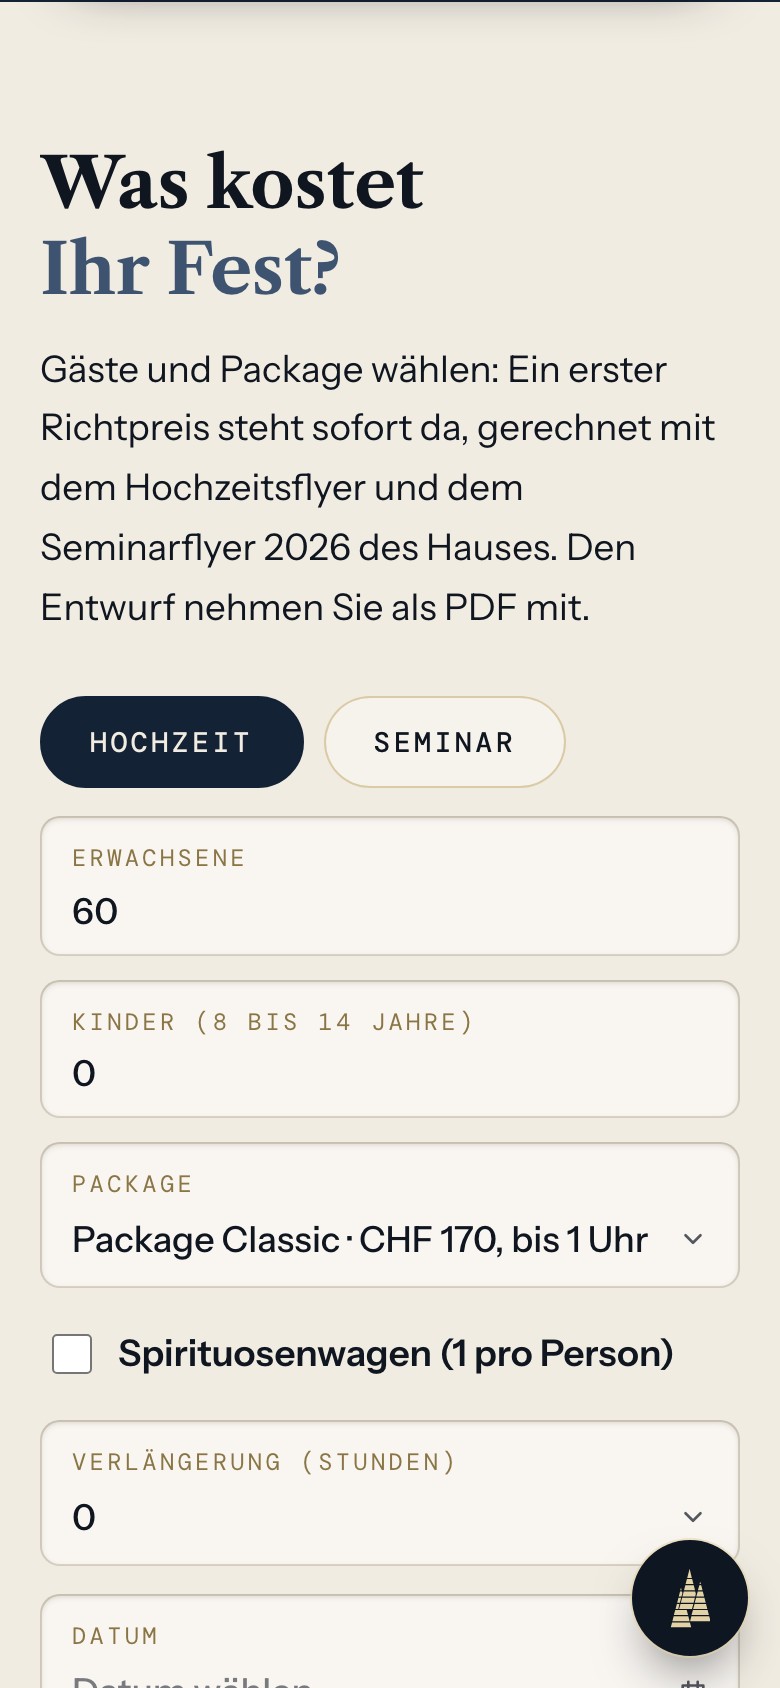 Was kostet
Ihr Fest?
Gäste und Package wählen: Ein erster
Richtpreis steht sofort da, gerechnet mit
dem Hochzeitsflyer und dem
Seminarflyer 2026 des Hauses. Den
Entwurf nehmen Sie als PDF mit.
HOCHZEIT
SEMINAR
ERWACHSENE
60
KINDER (8 BIS 14 JAHRE)
0
PACKAGE
Package Classic · CHF 170, bis 1 Uhr
Spirituosenwagen (1 pro Person)
VERLÄNGERUNG (STUNDEN)
0
DATUM
Datum wählen